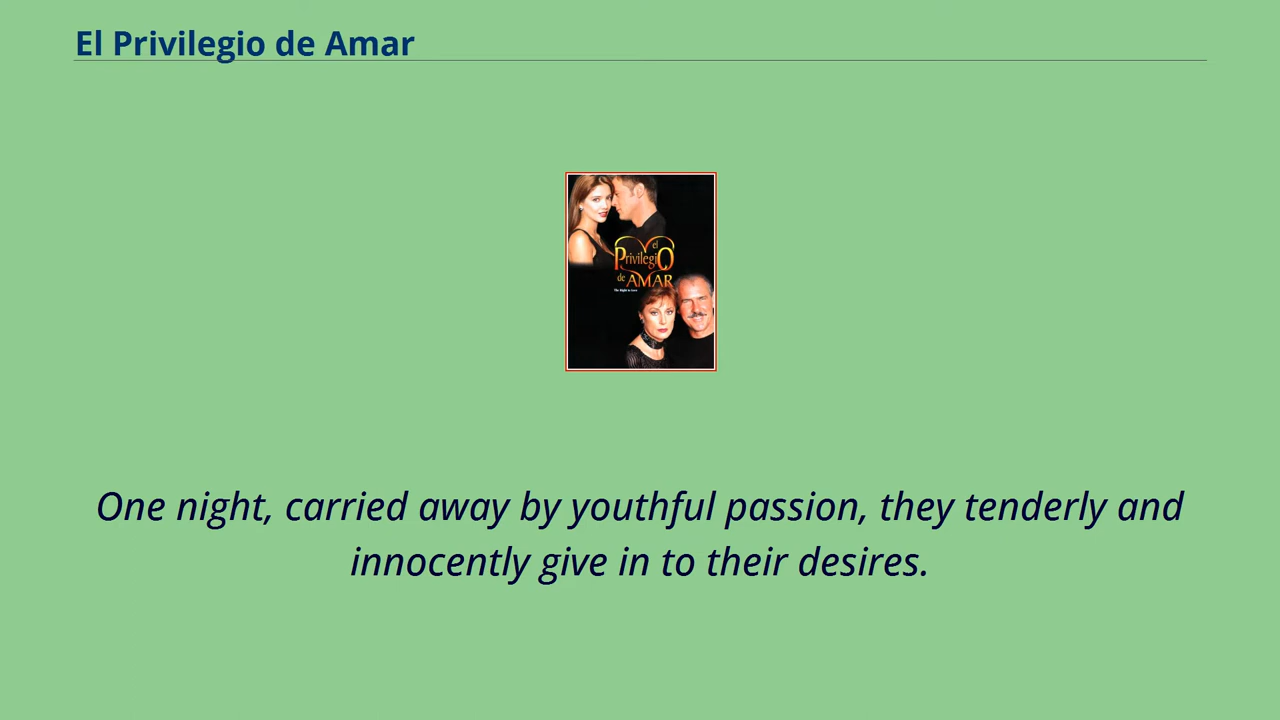 El Privilegio de Amar
el
Privilegio
de AMAR
One night, carried away by youthful passion, they tenderly and
innocently give in to their desires.